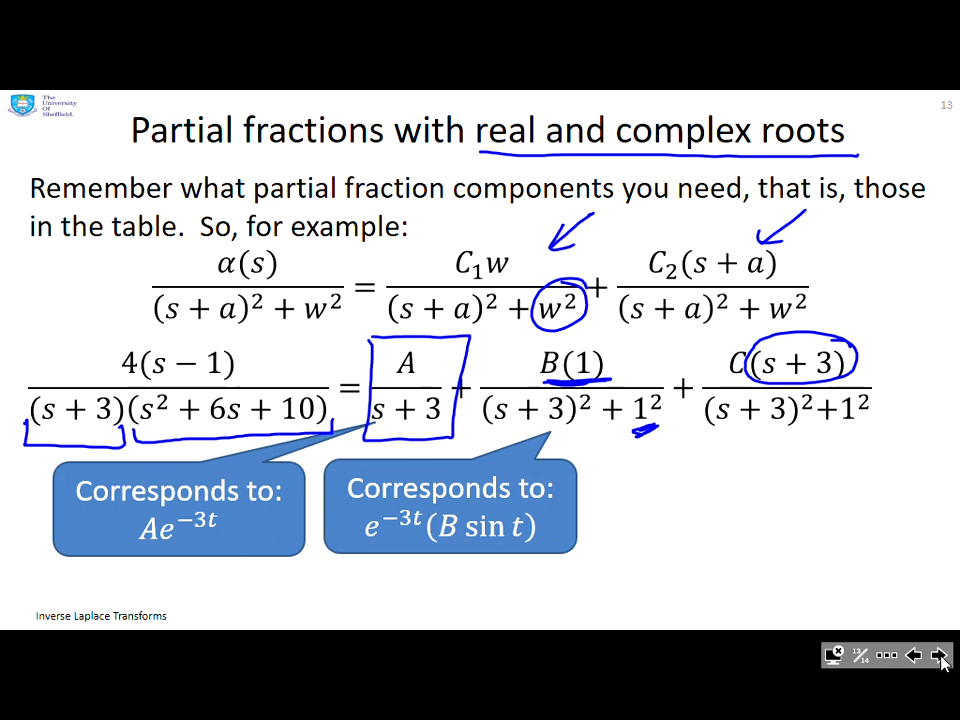 The
University
Of
Sheffield.
13
Partial fractions with real and complex roots
Remember what partial fraction components you need, that is, those
in the table. So, for example:
α(s) / ((s + a)² + w²) = C₁w / ((s + a)² + w²) + C₂(s + a) / ((s + a)² + w²)
4(s − 1) / ((s + 3)(s² + 6s + 10)) = A / (s + 3) + B(1) / ((s + 3)² + 1²) + C(s + 3) / ((s + 3)²+1²)
Corresponds to:
Ae⁻³ᵗ
Corresponds to:
e⁻³ᵗ(B sin t)
Inverse Laplace Transforms
13/14